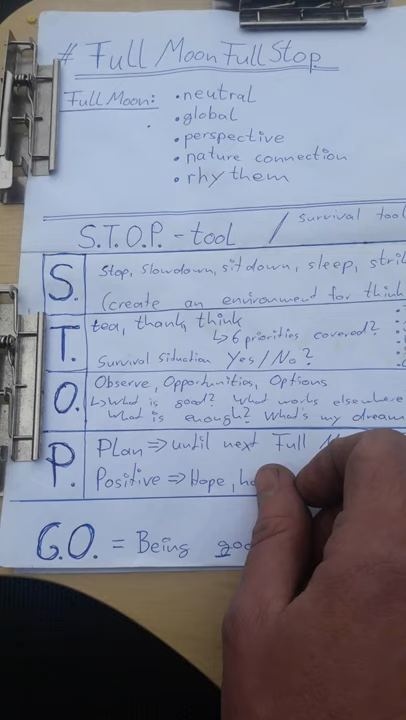 # Full Moon Full Stop
Full Moon: • neutral
• global
• perspective
• nature connection
• rhythem
S.T.O.P. - tool / survival tool
S. Stop, slowdown, sit down, sleep,
(create an environment for think
T. tea, thank, think
↳ 6 priorities covered?
Survival Situation Yes/No?
O. Observe, Opportunities, Options
↳ What is good? What works elsewhere
What is enough? What's my dream
P. Plan ⇒ until next Full
Positive ⇒ Hope,
G.O. = Being